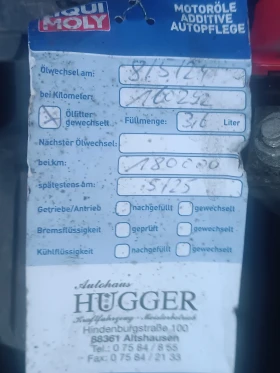 LIQUI
MOLY
MOTORÖLE
ADDITIVE
AUTOPFLEGE
Ölwechsel am: 8/5/24
bei Kilometer: 160252
Ölfilter
gewechselt Füllmenge: 3,6 Liter
Nächster Ölwechsel:
bei km: 180000
spätestens am: 5/25
Getriebe/Antrieb nachgefüllt gewechselt
Bremsflüssigkeit geprüft gewechselt
Kühlflüssigkeit nachgefüllt gewechselt
Autohaus
HUGGER
Kraftfahrzeug - Meisterbetrieb
Hindenburgstraße 100
88361 Altshausen
Tel.: 0 75 84 / 8 55
Fax: 0 75 84 / 21 33